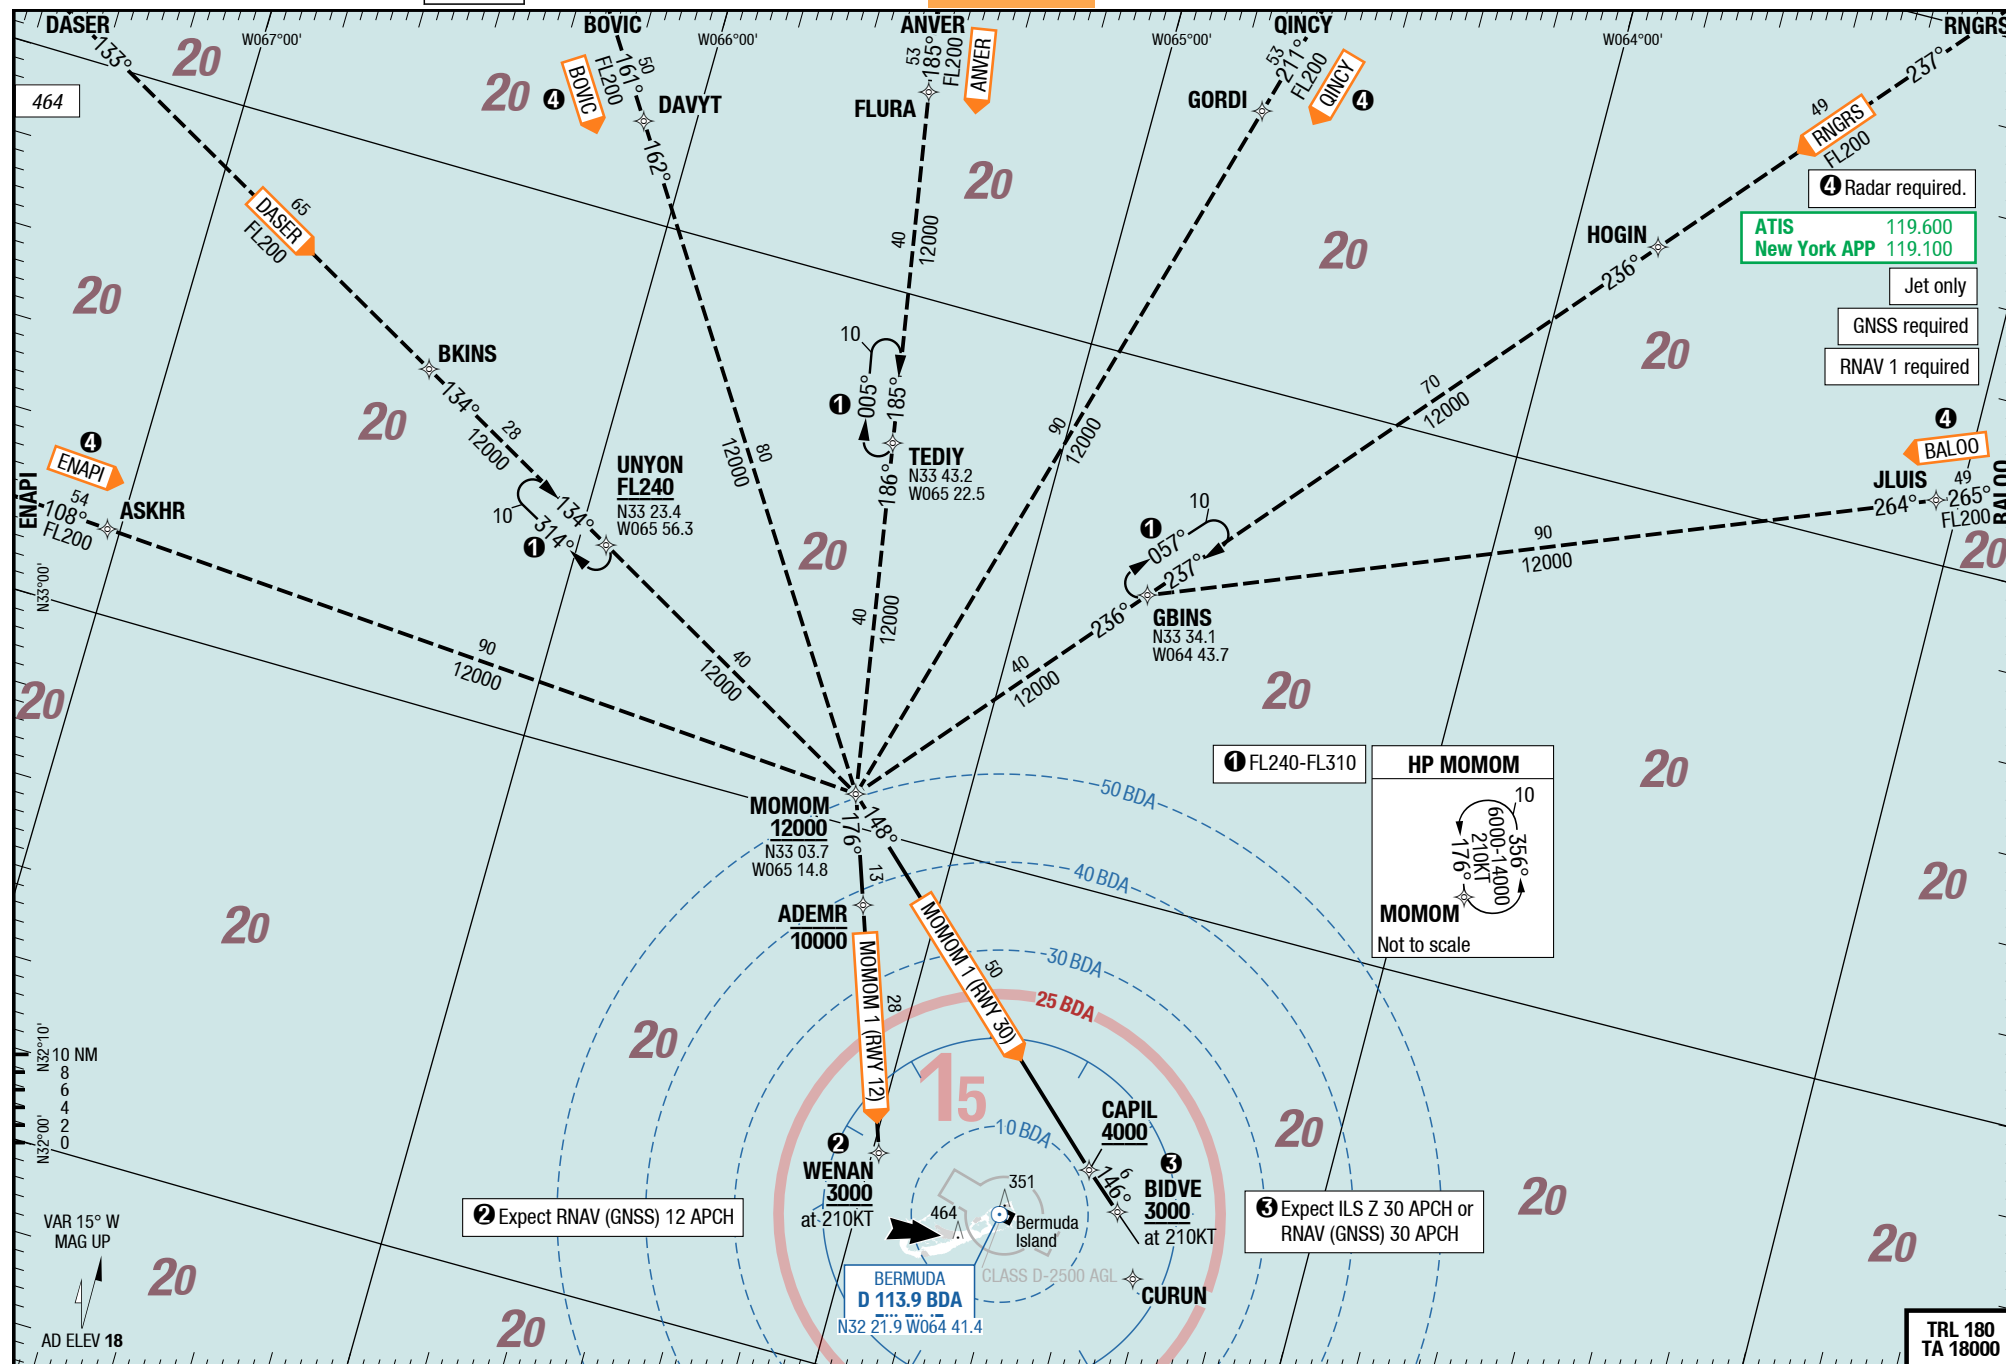 DASER
BOVIC
ANVER
QINCY
RNGRS
W067°00'
W066°00'
W065°00'
W064°00'
133°
20
464
20
4
BOVIC
50
161°
FL200
DAVYT
162°
53
185°
FL200
ANVER
FLURA
20
53
211°
FL200
GORDI
QINCY
4
237°
49
RNGRS
FL200
4 Radar required.
ATIS 119.600
New York APP 119.100
Jet only
GNSS required
RNAV 1 required
65
DASER
FL200
20
40
12000
20
HOGIN
236°
20
BKINS
134°
28
12000
20
10
005°
185°
1
TEDIY
N33 43.2
W065 22.5
186°
80
12000
90
12000
70
12000
4
ENAPI
ENAPI
54
108°
FL200
ASKHR
UNYON
FL240
N33 23.4
W065 56.3
10
134°
314°
1
20
1
10
057°
237°
236°
GBINS
N33 34.1
W064 43.7
90
12000
4
BALOO
JLUIS
49
264°
265°
FL200
BALOO
20
N33°00'
90
12000
40
12000
40
12000
40
12000
20
20
1 FL240-FL310
HP MOMOM
10
6000-14000
210KT
356°
176°
MOMOM
Not to scale
20
MOMOM
12000
N33 03.7
W065 14.8
176°
148°
13
50 BDA
40 BDA
30 BDA
25 BDA
10 BDA
ADEMR
10000
MOMOM 1 (RWY 12)
28
MOMOM 1 (RWY 30)
50
20
20
20
15
N32°10'
10 NM
8
6
4
2
0
N32°00'
CAPIL
4000
6
146°
3
BIDVE
3000
at 210KT
2
WENAN
3000
at 210KT
20
20
20
2 Expect RNAV (GNSS) 12 APCH
3 Expect ILS Z 30 APCH or
RNAV (GNSS) 30 APCH
351
464
Bermuda
Island
CLASS D-2500 AGL
CURUN
BERMUDA
D 113.9 BDA
N32 21.9 W064 41.4
VAR 15° W
MAG UP
AD ELEV 18
20
20
TRL 180
TA 18000